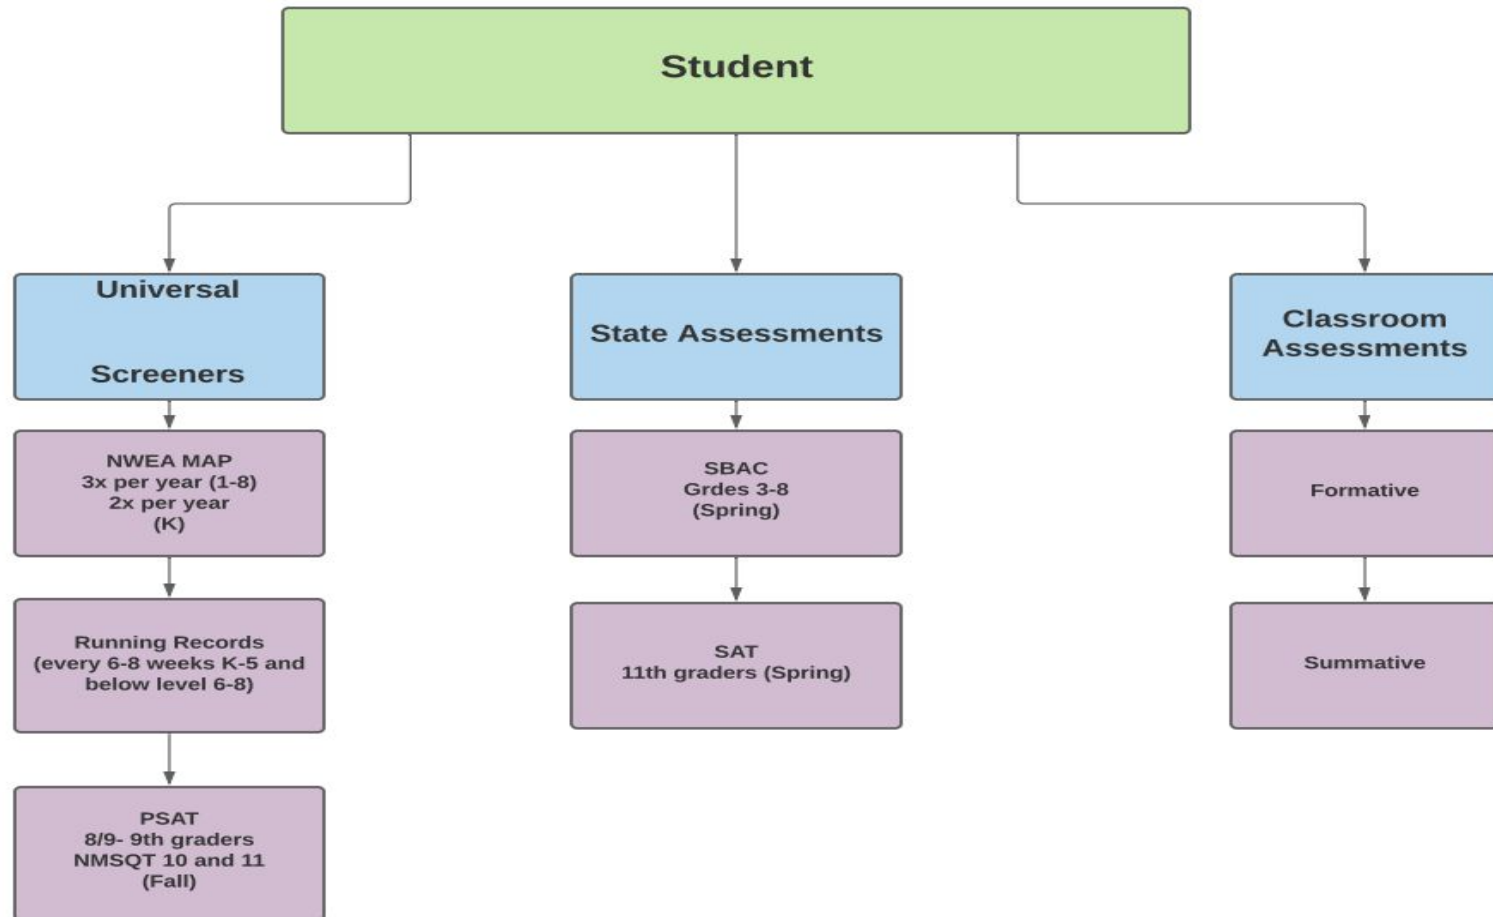 Student
Universal
Screeners
State Assessments
Classroom
Assessments
NWEA MAP
3x per year (1-8)
2x per year
(K)
SBAC
Grdes 3-8
(Spring)
Formative
Running Records
(every 6-8 weeks K-5 and
below level 6-8)
SAT
11th graders (Spring)
Summative
PSAT
8/9- 9th graders
NMSQT 10 and 11
(Fall)